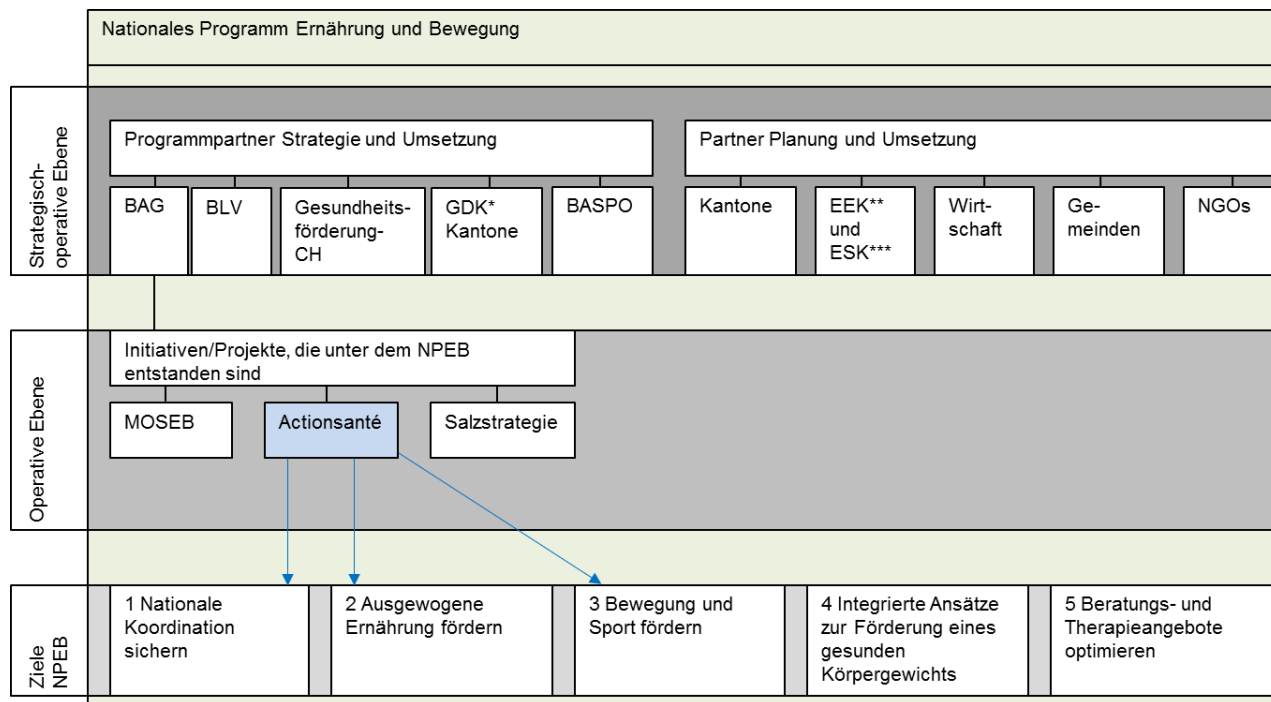 Nationales Programm Ernährung und Bewegung
Strategisch-
operative Ebene
Programmpartner Strategie und Umsetzung
Partner Planung und Umsetzung
BAG
BLV
Gesundheits-
förderung-
CH
GDK*
Kantone
BASPO
Kantone
EEK**
und
ESK***
Wirt-
schaft
Ge-
meinden
NGOs
Operative Ebene
Initiativen/Projekte, die unter dem NPEB
entstanden sind
MOSEB
Actionsanté
Salzstrategie
Ziele
NPEB
1 Nationale
Koordination
sichern
2 Ausgewogene
Ernährung fördern
3 Bewegung und
Sport fördern
4 Integrierte Ansätze
zur Förderung eines
gesunden
Körpergewichts
5 Beratungs- und
Therapieangebote
optimieren